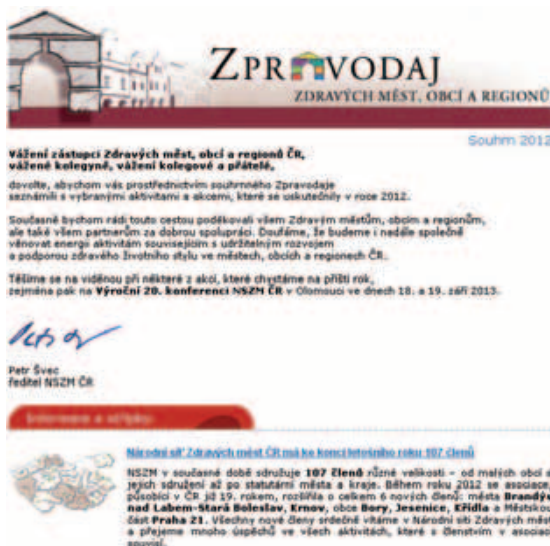 ZPRAVODAJ
ZDRAVÝCH MĚST, OBCÍ A REGIONŮ
Souhrn 2012
Vážení zástupci Zdravých měst, obcí a regionů ČR,
vážené kolegyně, vážení kolegové a přátelé,
dovolte, abychom vás prostřednictvím souhrnného Zpravodaje
seznámili s vybranými aktivitami a akcemi, které se uskutečnily v roce 2012.
Současně bychom rádi touto cestou poděkovali všem Zdravým městům, obcím a regionům,
ale také všem partnerům za dobrou spolupráci. Doufáme, že budeme i nadále společně
věnovat energii aktivitám souvisejícím s udržitelným rozvojem
a podporou zdravého životního stylu ve městech, obcích a regionech ČR.
Těšíme se na viděnou při některé z akcí, které chystáme na příští rok,
zejména pak na Výroční 20. konferenci NSZM ČR v Olomouci ve dnech 18. a 19. září 2013.
Petr Švec
ředitel NSZM ČR
Informace a střípky
Národní síť Zdravých měst ČR má ke konci letošního roku 107 členů
NSZM v současné době sdružuje 107 členů různé velikosti – od malých obcí a
jejich sdružení až po statutární města a kraje. Během roku 2012 se asociace,
působící v ČR již 19. rokem, rozšířila o celkem 6 nových členů: města Brandýs
nad Labem-Stará Boleslav, Krnov, obce Bory, Jesenice, Křídla a Městskou
část Praha 21. Všechny nové členy srdečně vítáme v Národní síti Zdravých měst
a přejeme mnoho úspěchů ve všech aktivitách, které s členstvím v asociaci
souvisí.